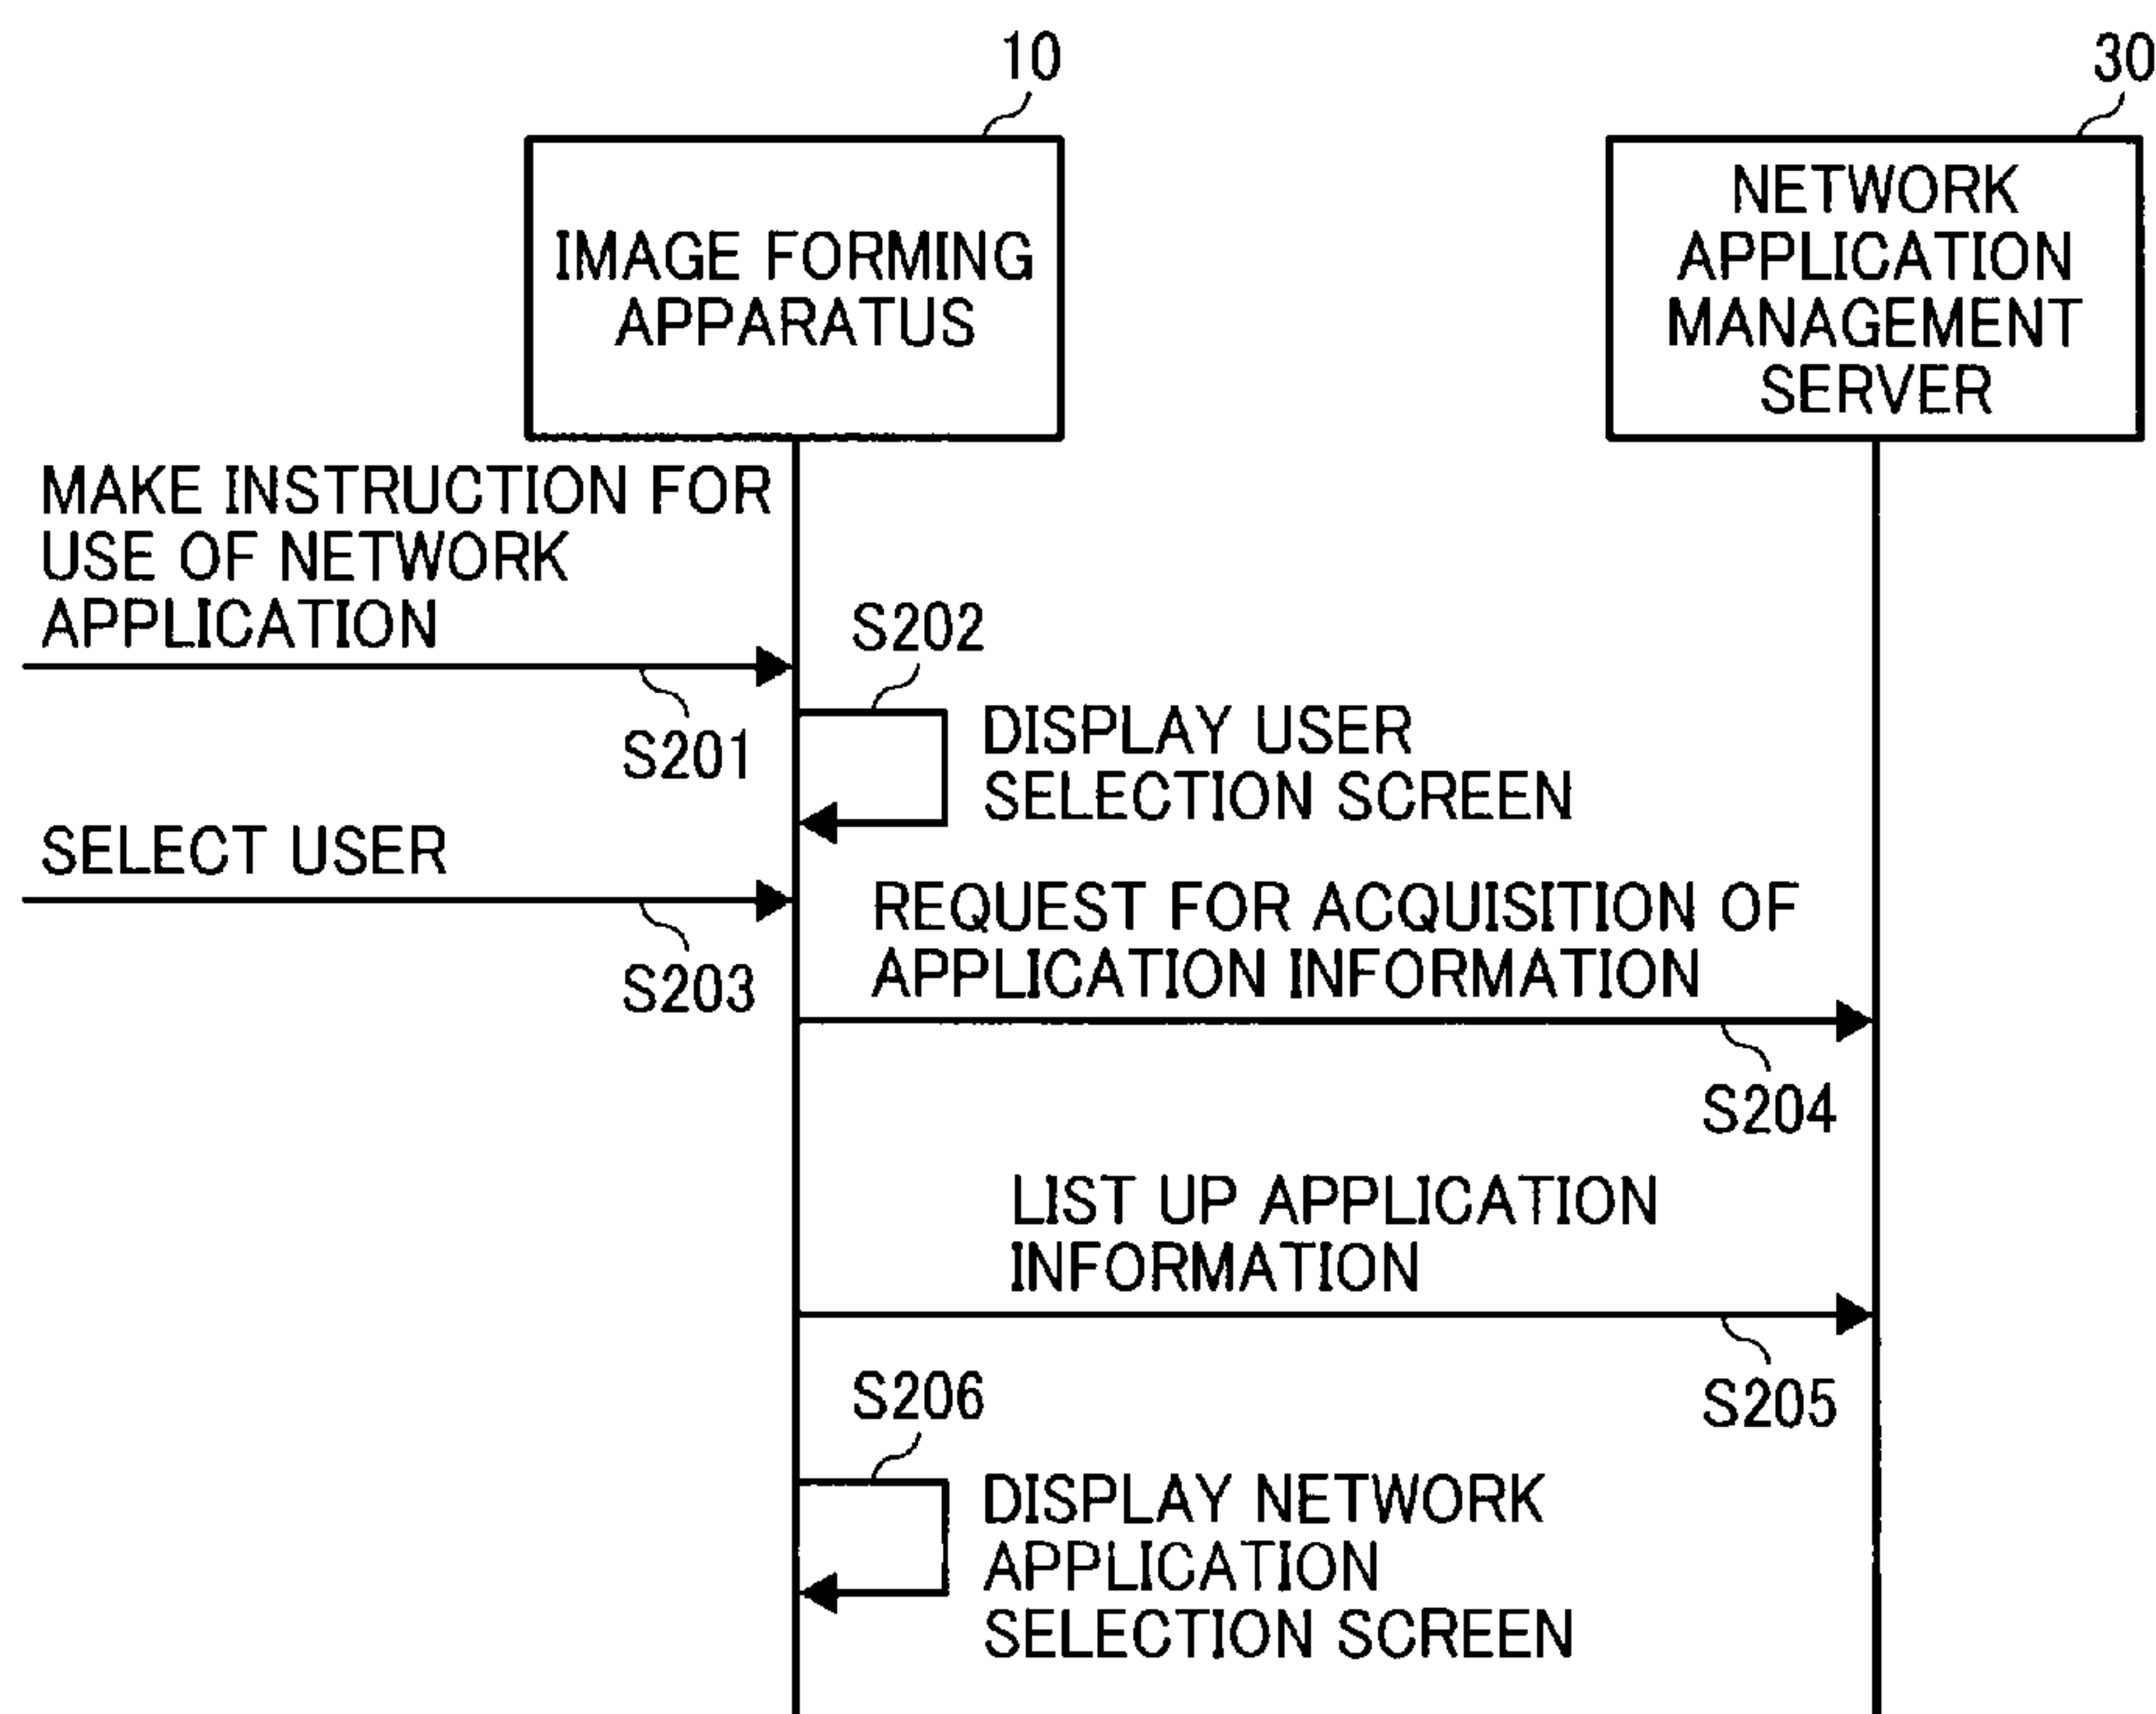 10
30
IMAGE FORMING
APPARATUS
NETWORK
APPLICATION
MANAGEMENT
SERVER
MAKE INSTRUCTION FOR
USE OF NETWORK
APPLICATION
S201
S202
DISPLAY USER
SELECTION SCREEN
SELECT USER
S203
REQUEST FOR ACQUISITION OF
APPLICATION INFORMATION
S204
LIST UP APPLICATION
INFORMATION
S205
S206
DISPLAY NETWORK
APPLICATION
SELECTION SCREEN